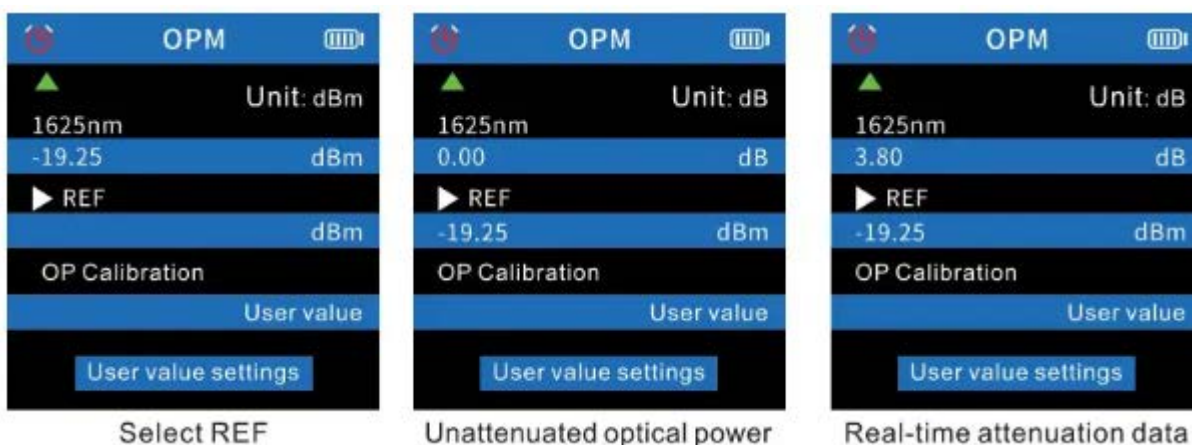 OPM
Unit: dBm
1625nm
-19.25 dBm
REF
dBm
OP Calibration
User value
User value settings
Select REF
OPM
Unit: dB
1625nm
0.00 dB
REF
-19.25 dBm
OP Calibration
User value
User value settings
Unattenuated optical power
OPM
Unit: dB
1625nm
3.80 dB
REF
-19.25 dBm
OP Calibration
User value
User value settings
Real-time attenuation data